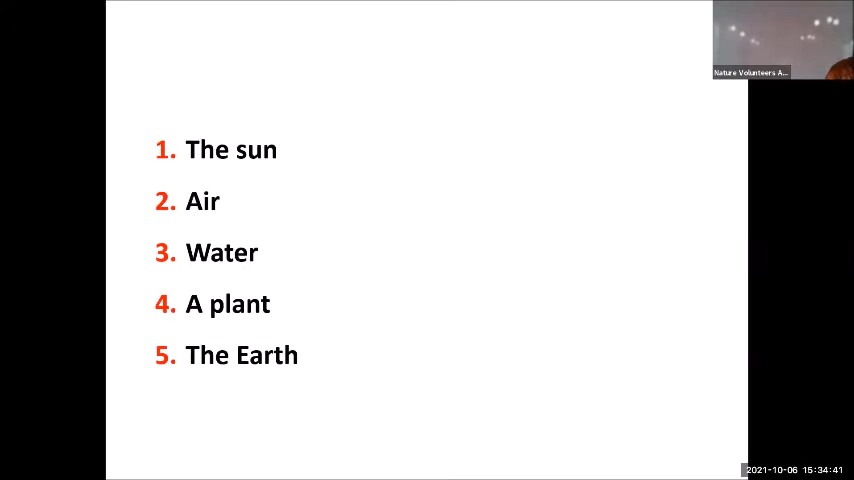 Nature Volunteers A...
1. The sun
2. Air
3. Water
4. A plant
5. The Earth
2021-10-06 15:34:41